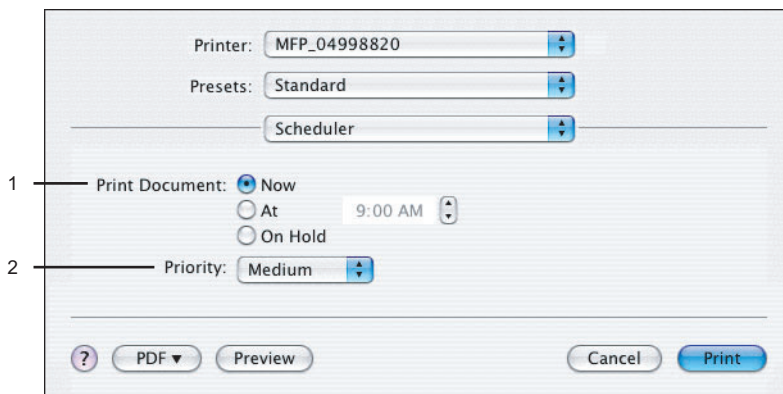 Printer: MFP_04998820
Presets: Standard
Scheduler
1 Print Document: Now
At 9:00 AM
On Hold
2 Priority: Medium
? PDF ▼ Preview Cancel Print